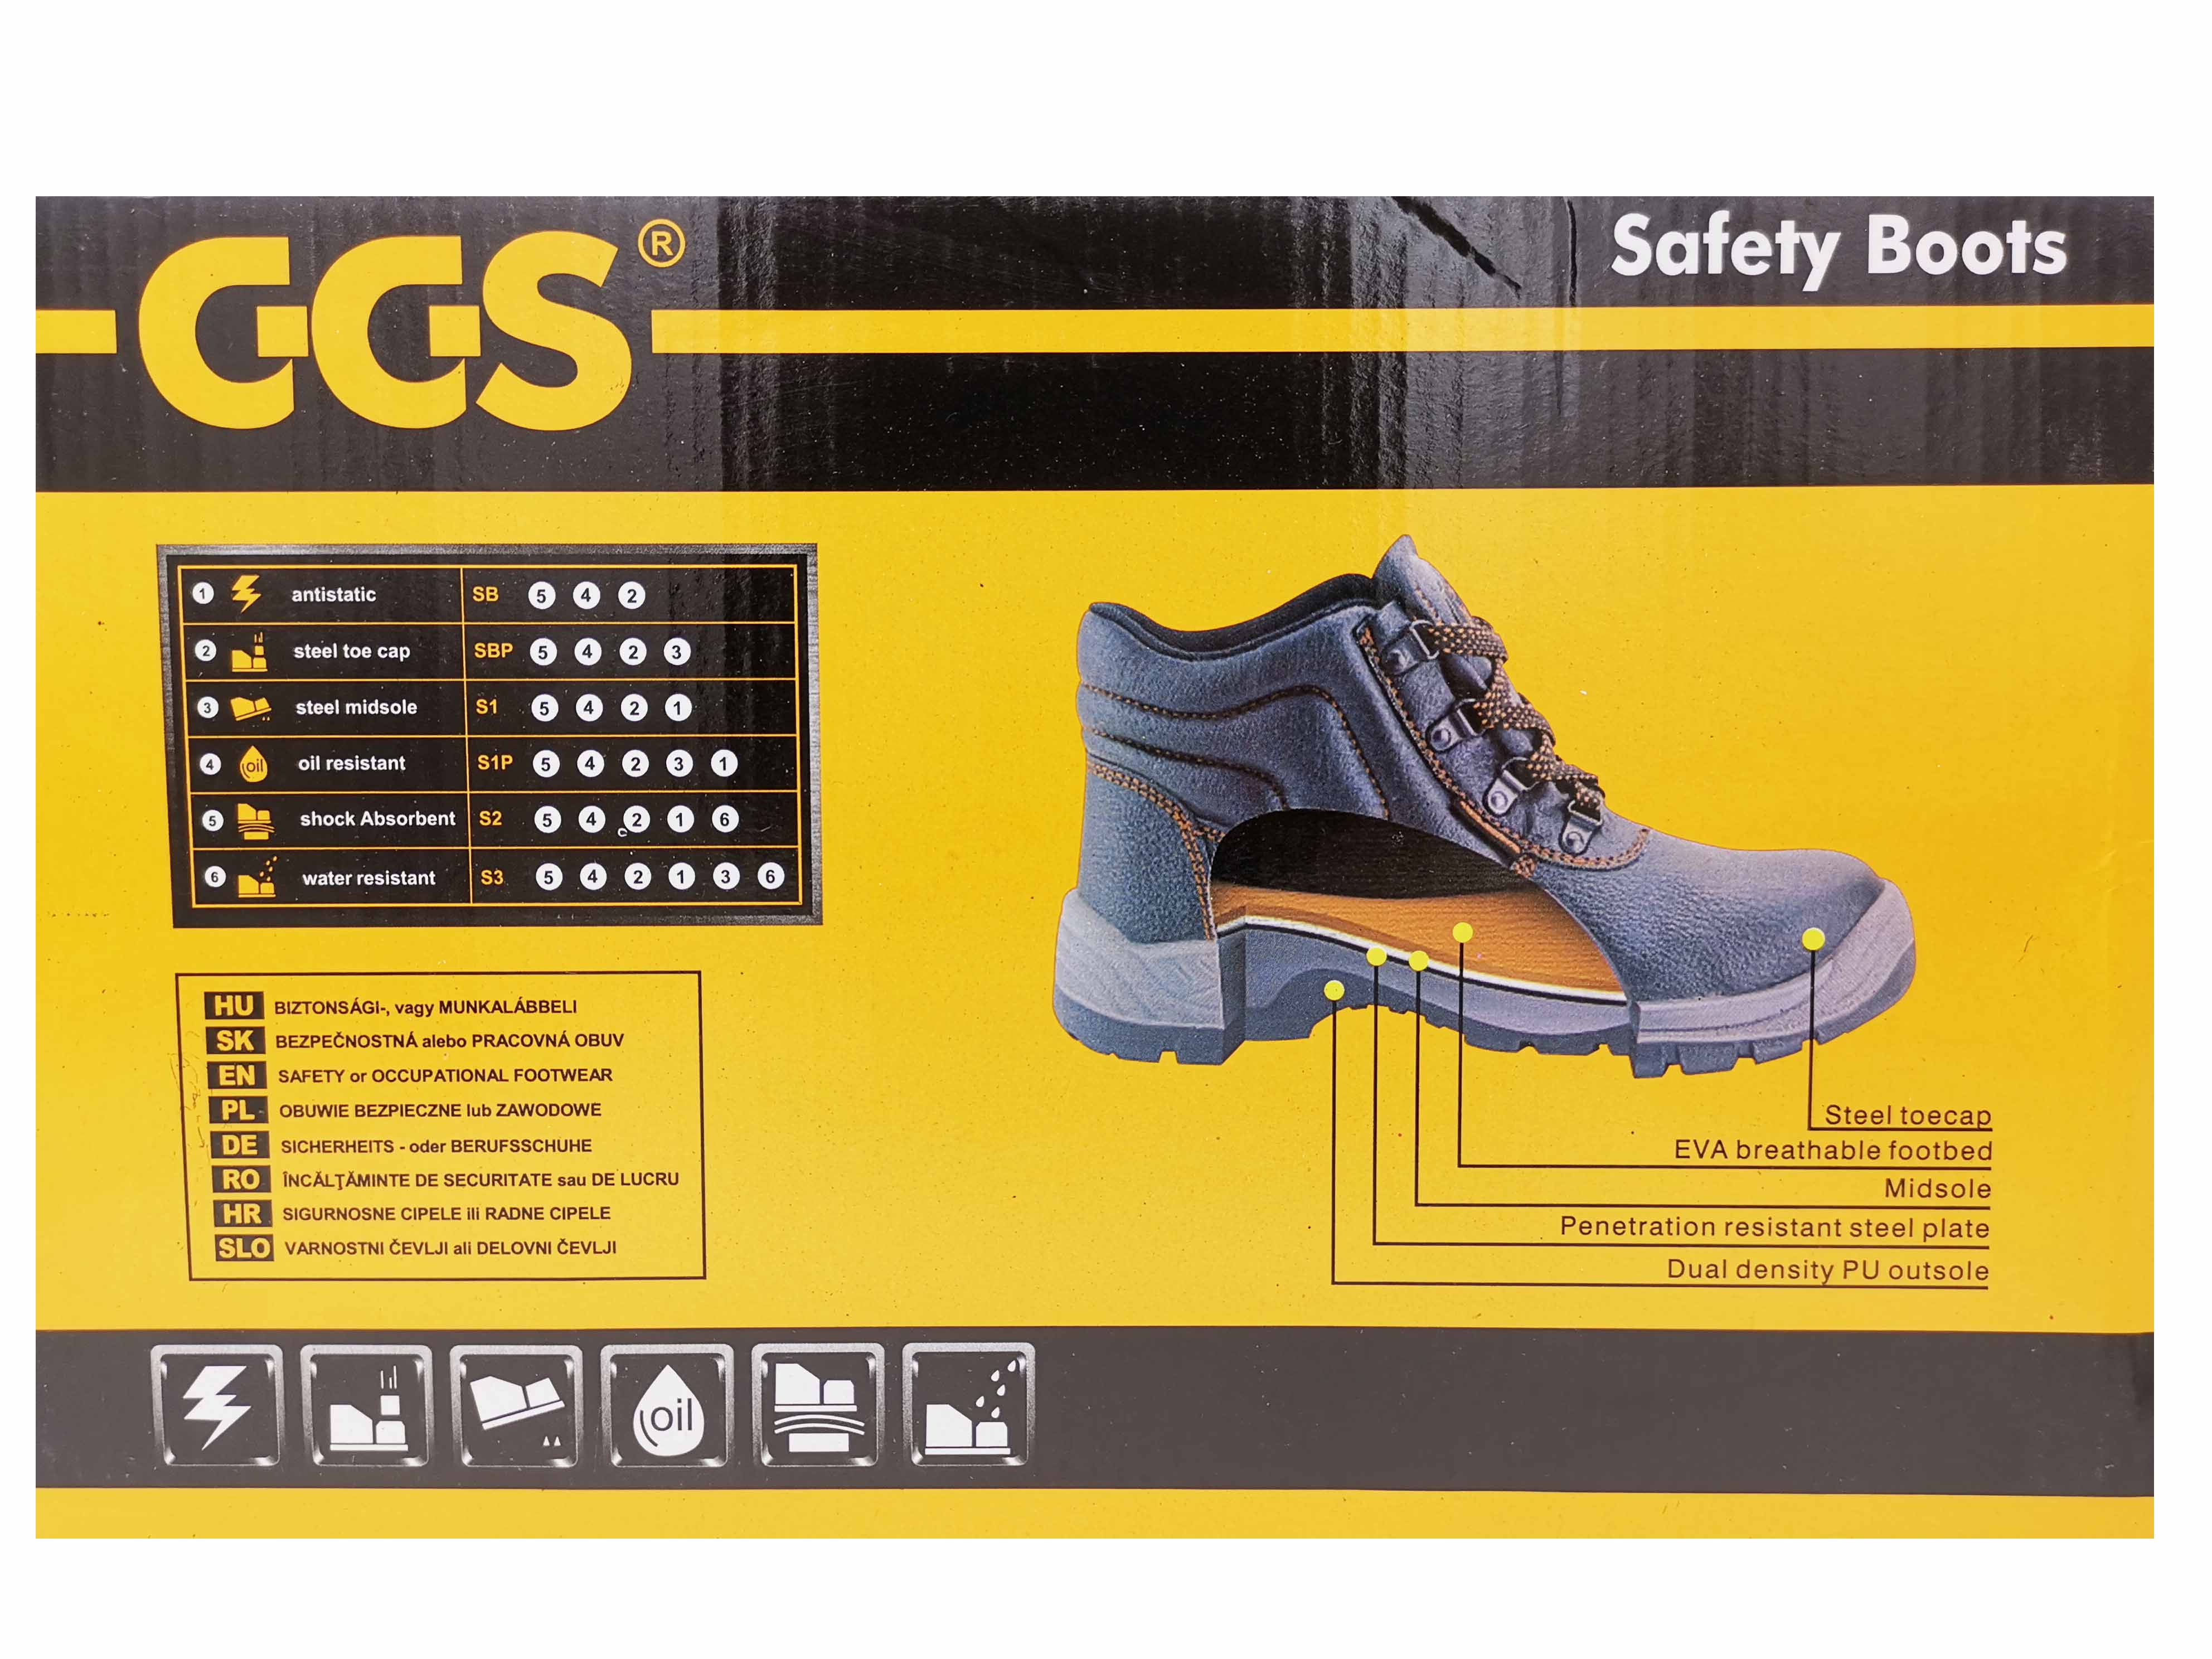 GGS®
Safety Boots
1 antistatic SB 5 4 2
2 steel toe cap SBP 5 4 2 3
3 steel midsole S1 5 4 2 1
4 oil oil resistant S1P 5 4 2 3 1
5 shock Absorbent S2 5 4 2 1 6
6 water resistant S3 5 4 2 1 3 6
HU BIZTONSÁGI-, vagy MUNKALÁBBELI
SK BEZPEČNOSTNÁ alebo PRACOVNÁ OBUV
EN SAFETY or OCCUPATIONAL FOOTWEAR
PL OBUWIE BEZPIECZNE lub ZAWODOWE
DE SICHERHEITS - oder BERUFSSCHUHE
RO ÎNCĂLŢĂMINTE DE SECURITATE sau DE LUCRU
HR SIGURNOSNE CIPELE ili RADNE CIPELE
SLO VARNOSTNI ČEVLJI ali DELOVNI ČEVLJI
Steel toecap
EVA breathable footbed
Midsole
Penetration resistant steel plate
Dual density PU outsole
oil